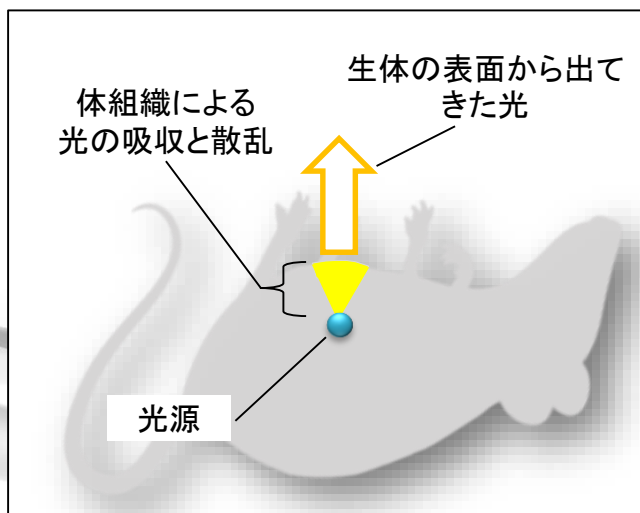 生体の表面から出て
きた光
体組織による
光の吸収と散乱
光源